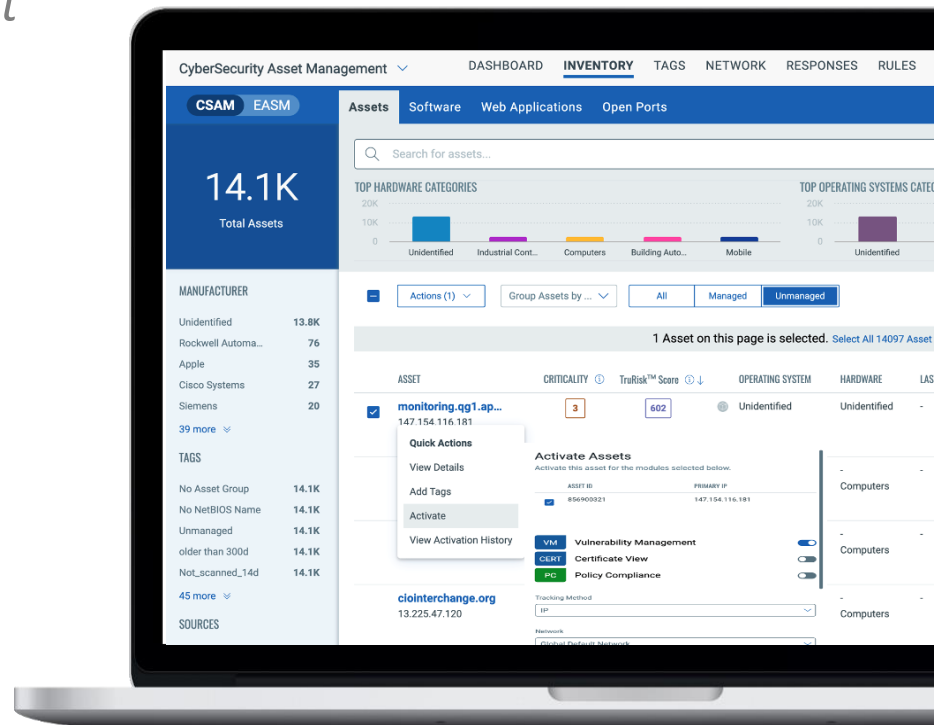 CyberSecurity Asset Management
DASHBOARD INVENTORY TAGS NETWORK RESPONSES RULES
CSAM EASM
Assets Software Web Applications Open Ports
14.1K
Total Assets
Search for assets...
TOP HARDWARE CATEGORIES
20K
10K
0
Unidentified Industrial Cont... Computers Building Auto... Mobile
TOP OPERATING SYSTEMS CATEG
20K
10K
0
Unidentified
MANUFACTURER
Unidentified 13.8K
Rockwell Automa... 76
Apple 35
Cisco Systems 27
Siemens 20
39 more
TAGS
No Asset Group 14.1K
No NetBIOS Name 14.1K
Unmanaged 14.1K
older than 300d 14.1K
Not_scanned_14d 14.1K
45 more
SOURCES
Actions (1) Group Assets by ... All Managed Unmanaged
1 Asset on this page is selected. Select All 14097 Asset
ASSET CRITICALITY TruRisk™ Score OPERATING SYSTEM HARDWARE LAS
monitoring.qg1.ap... 3 602 Unidentified Unidentified -
147.154.116.181
Quick Actions
View Details
Add Tags
Activate
View Activation History
Activate Assets
Activate this asset for the modules selected below.
ASSET ID PRIMARY IP
856900321 147.154.116.181
VM Vulnerability Management
CERT Certificate View
PC Policy Compliance
Tracking Method
IP
Network
Global Default Network
- -
Computers
- -
Computers
ciointerchange.org - -
13.225.47.120 Computers